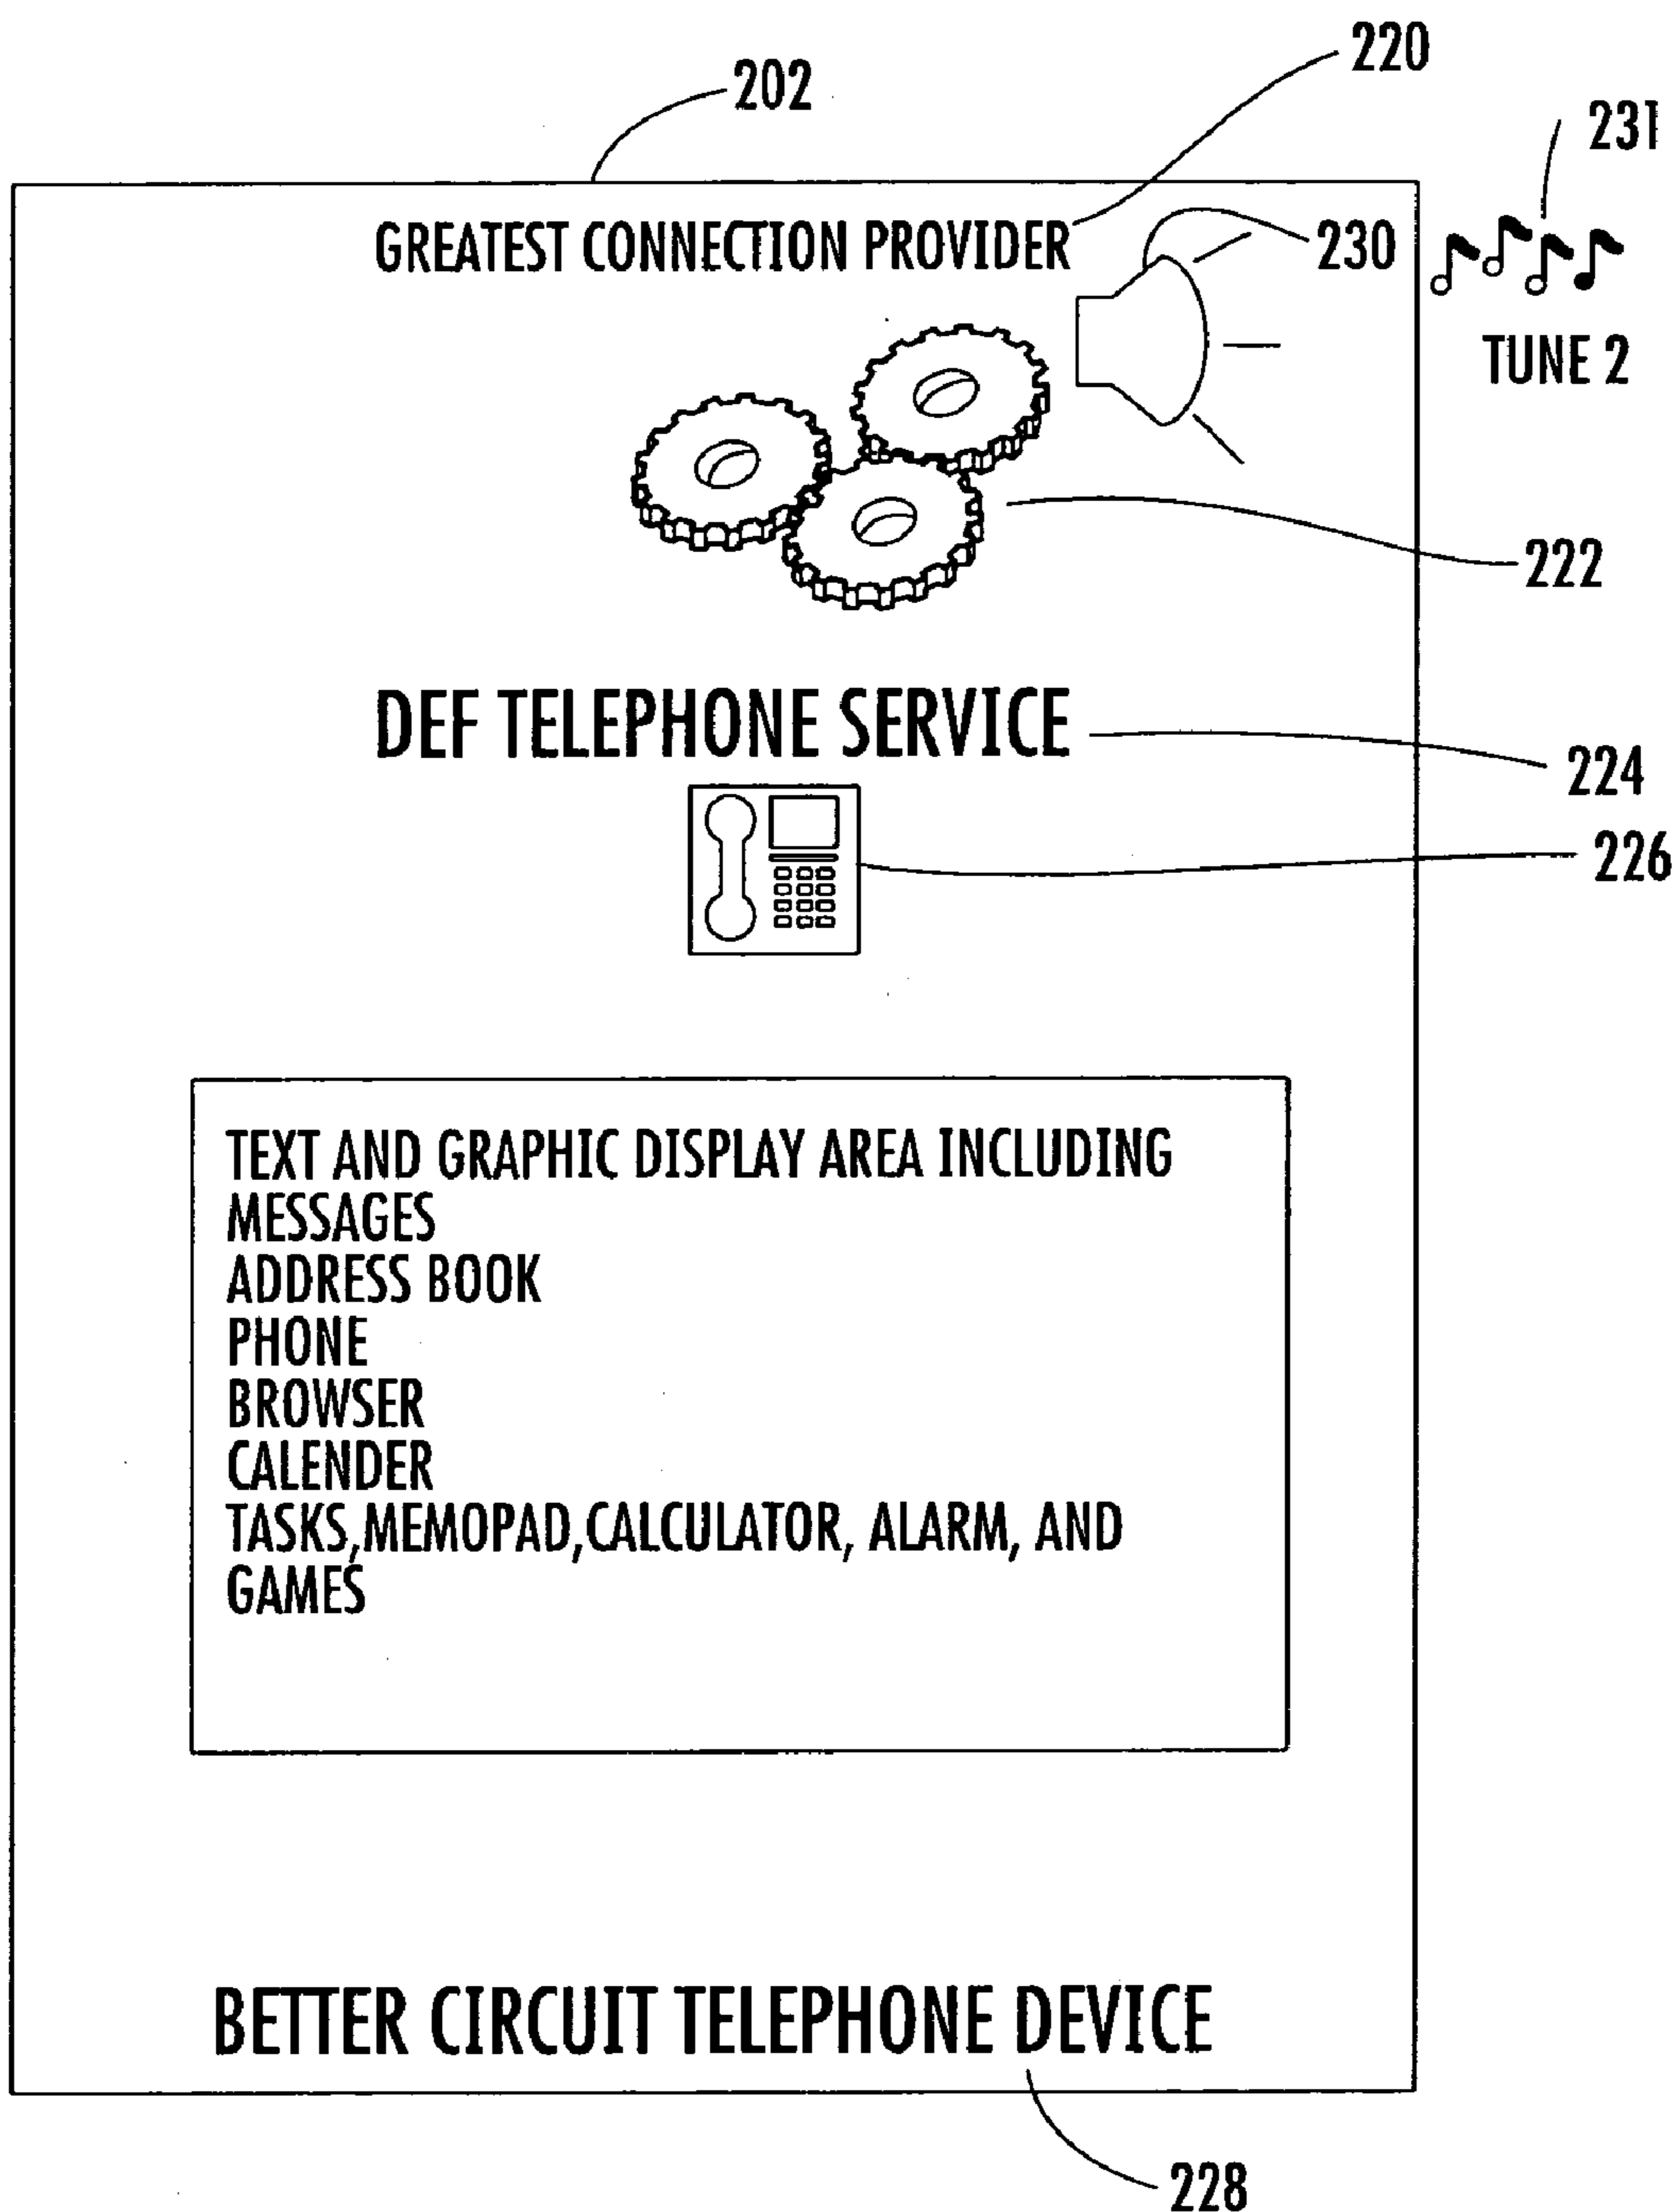 220
202
231
GREATEST CONNECTION PROVIDER
230
TUNE 2
222
DEF TELEPHONE SERVICE
224
226
TEXT AND GRAPHIC DISPLAY AREA INCLUDING
MESSAGES
ADDRESS BOOK
PHONE
BROWSER
CALENDER
TASKS,MEMOPAD,CALCULATOR, ALARM, AND
GAMES
BETTER CIRCUIT TELEPHONE DEVICE
228